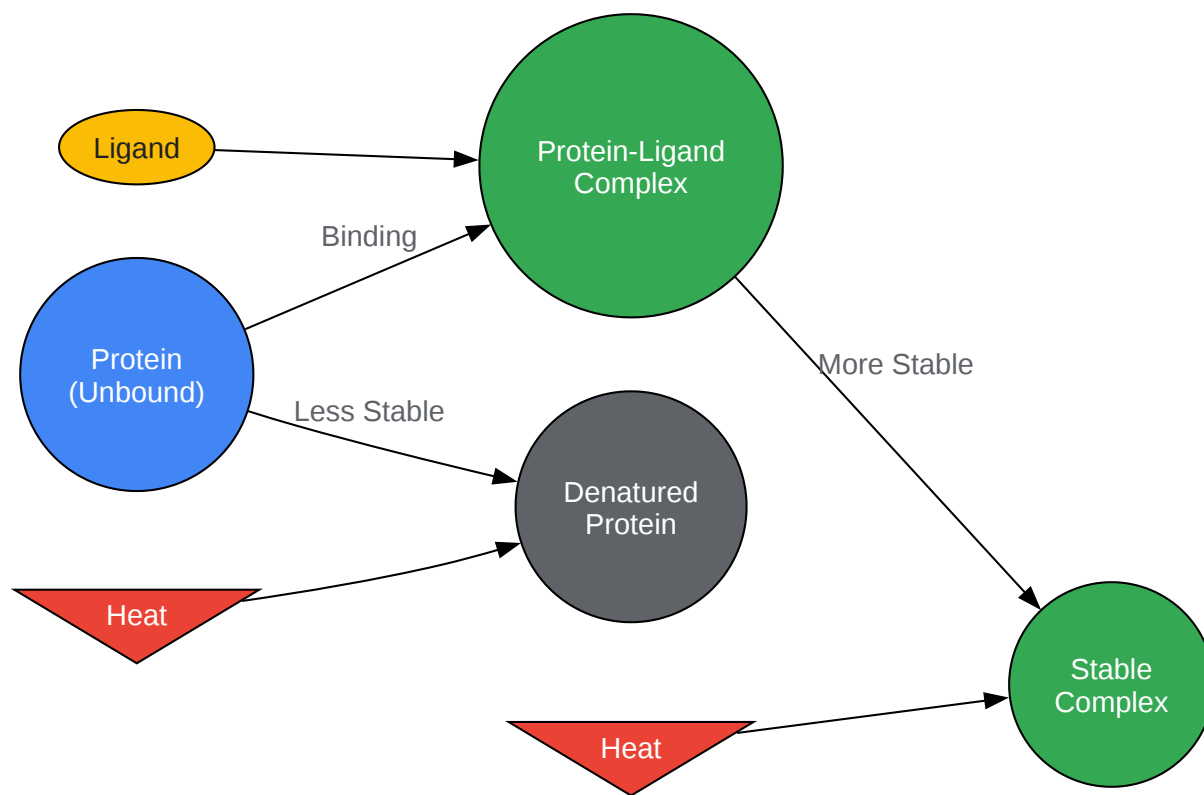 Ligand
Protein-Ligand
Complex
Binding
Protein
(Unbound)
More Stable
Less Stable
Denatured
Protein
Heat
Stable
Complex
Heat